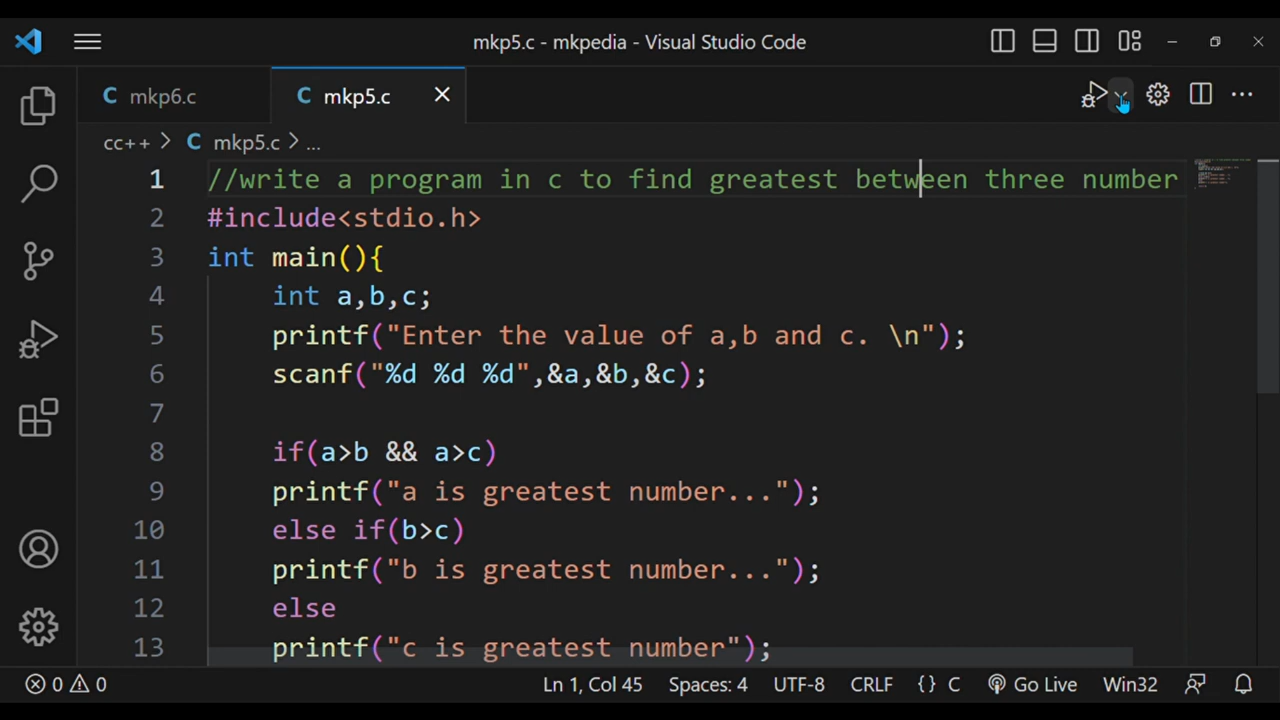 mkp5.c - mkpedia - Visual Studio Code
C mkp6.c
C mkp5.c
cc++ > C mkp5.c > ...
1 //write a program in c to find greatest between three number
2 #include<stdio.h>
3 int main(){
4 int a,b,c;
5 printf("Enter the value of a,b and c. \n");
6 scanf("%d %d %d",&a,&b,&c);
7
8 if(a>b && a>c)
9 printf("a is greatest number...");
10 else if(b>c)
11 printf("b is greatest number...");
12 else
13 printf("c is greatest number");
0 0 Ln 1, Col 45 Spaces: 4 UTF-8 CRLF {} C Go Live Win32